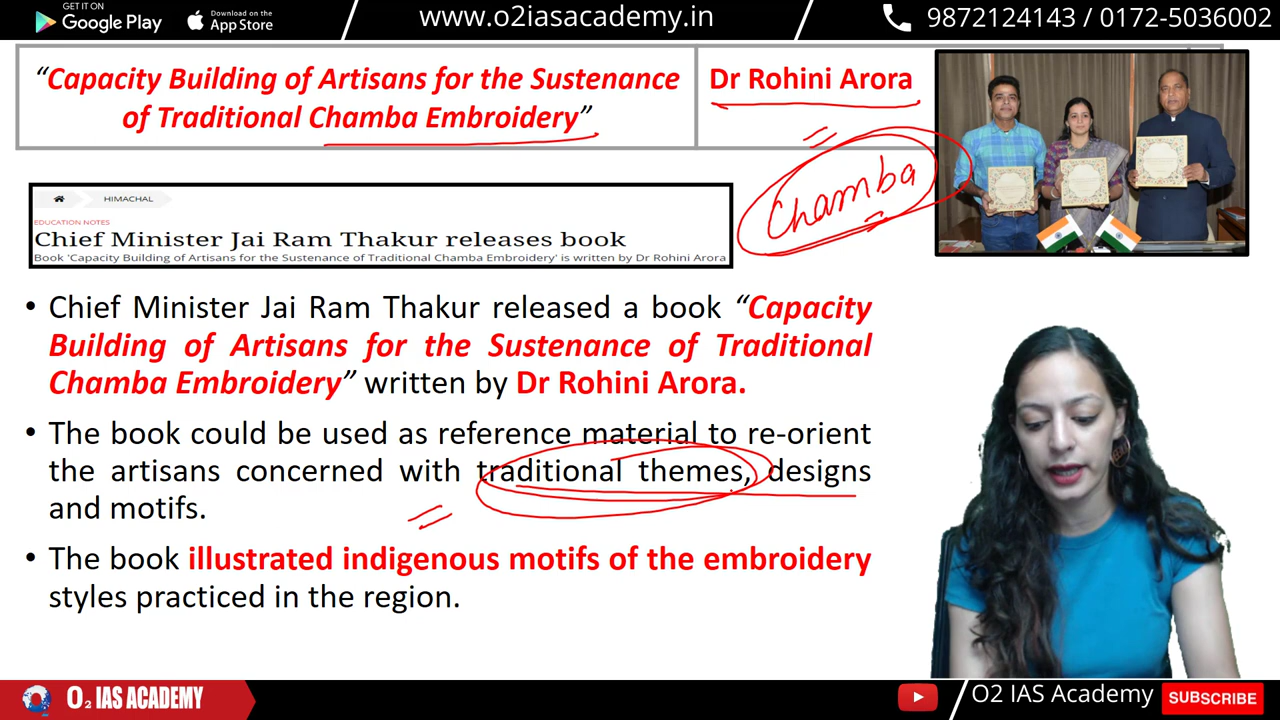 GET IT ON
Google Play
Download on the
App Store
www.o2iasacademy.in
9872124143 / 0172-5036002
“Capacity Building of Artisans for the Sustenance
of Traditional Chamba Embroidery”
Dr Rohini Arora
Chamba
HIMACHAL
EDUCATION NOTES
Chief Minister Jai Ram Thakur releases book
Book 'Capacity Building of Artisans for the Sustenance of Traditional Chamba Embroidery' is written by Dr Rohini Arora
• Chief Minister Jai Ram Thakur released a book “Capacity
Building of Artisans for the Sustenance of Traditional
Chamba Embroidery” written by Dr Rohini Arora.
• The book could be used as reference material to re-orient
the artisans concerned with traditional themes, designs
and motifs.
• The book illustrated indigenous motifs of the embroidery
styles practiced in the region.
O₂ IAS ACADEMY
O2 IAS Academy
SUBSCRIBE